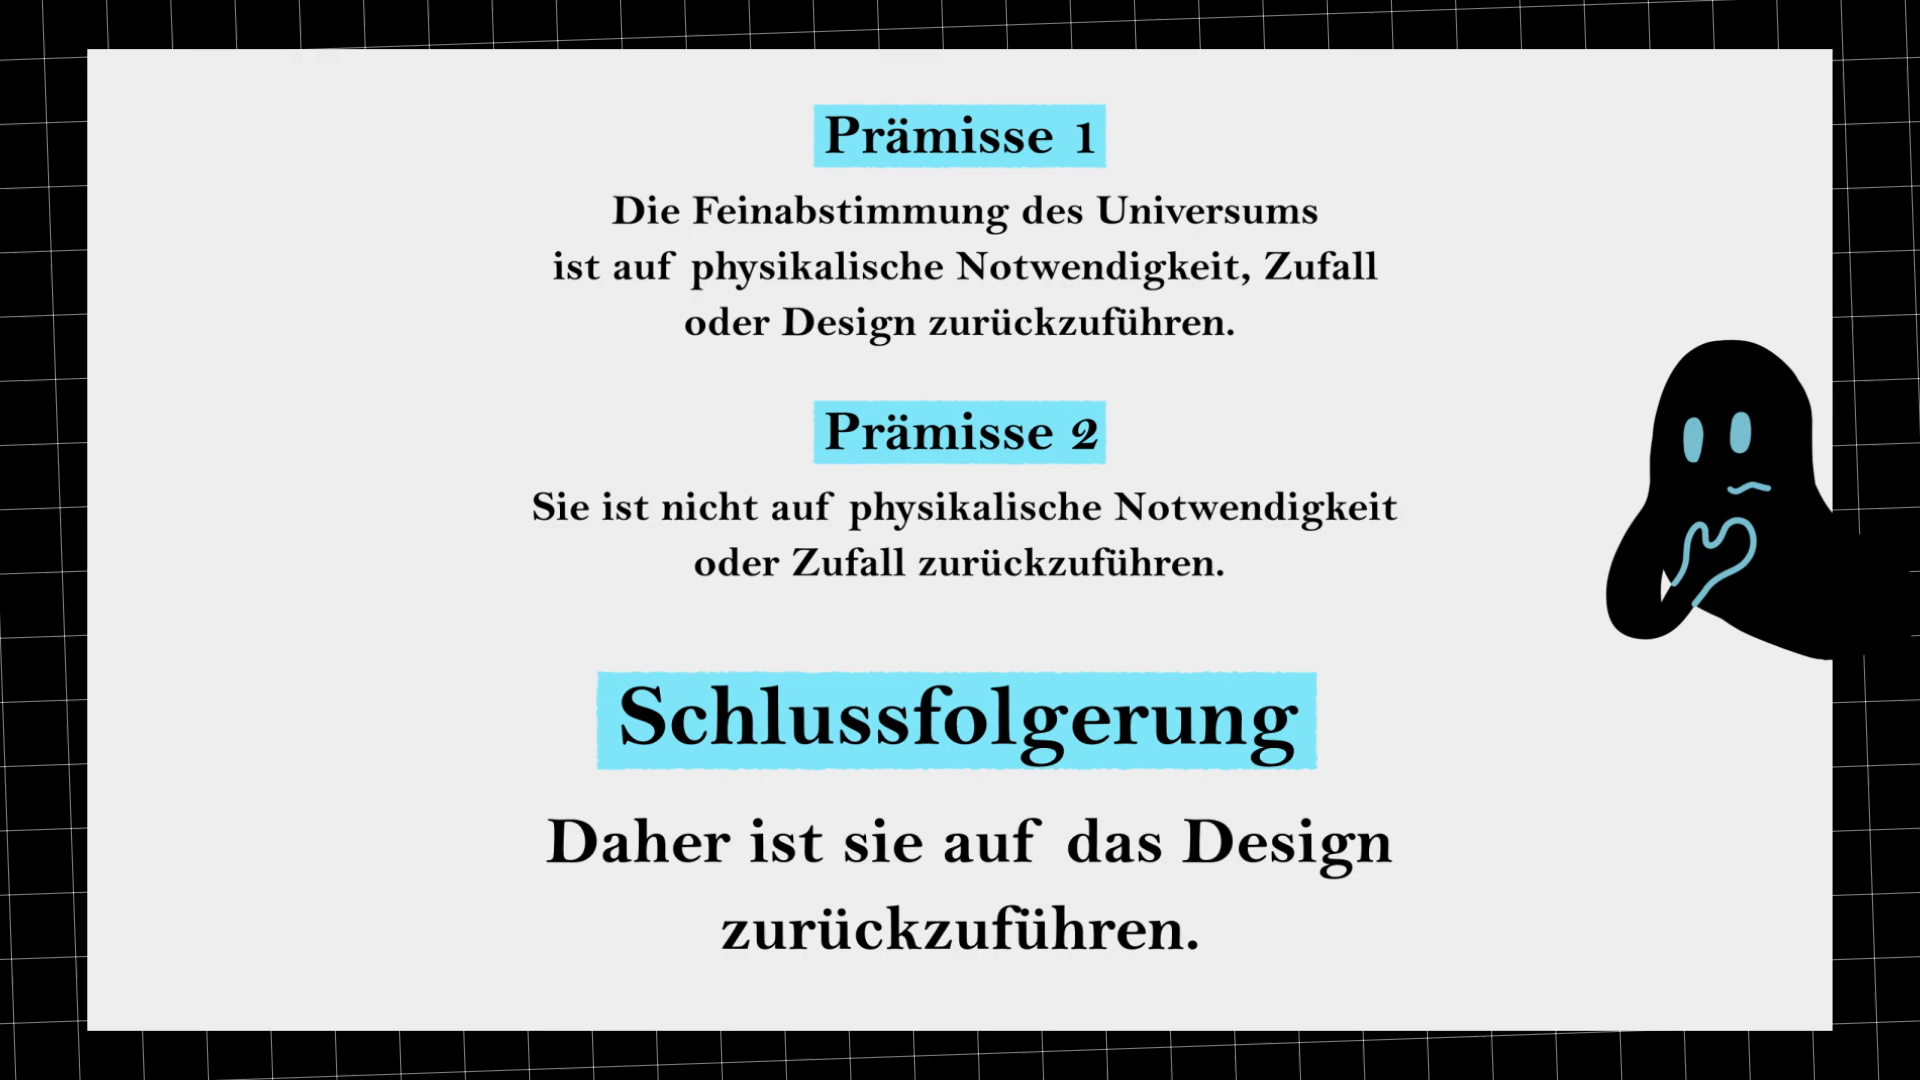 Prämisse 1
Die Feinabstimmung des Universums
ist auf physikalische Notwendigkeit, Zufall
oder Design zurückzuführen.
Prämisse 2
Sie ist nicht auf physikalische Notwendigkeit
oder Zufall zurückzuführen.
Schlussfolgerung
Daher ist sie auf das Design
zurückzuführen.